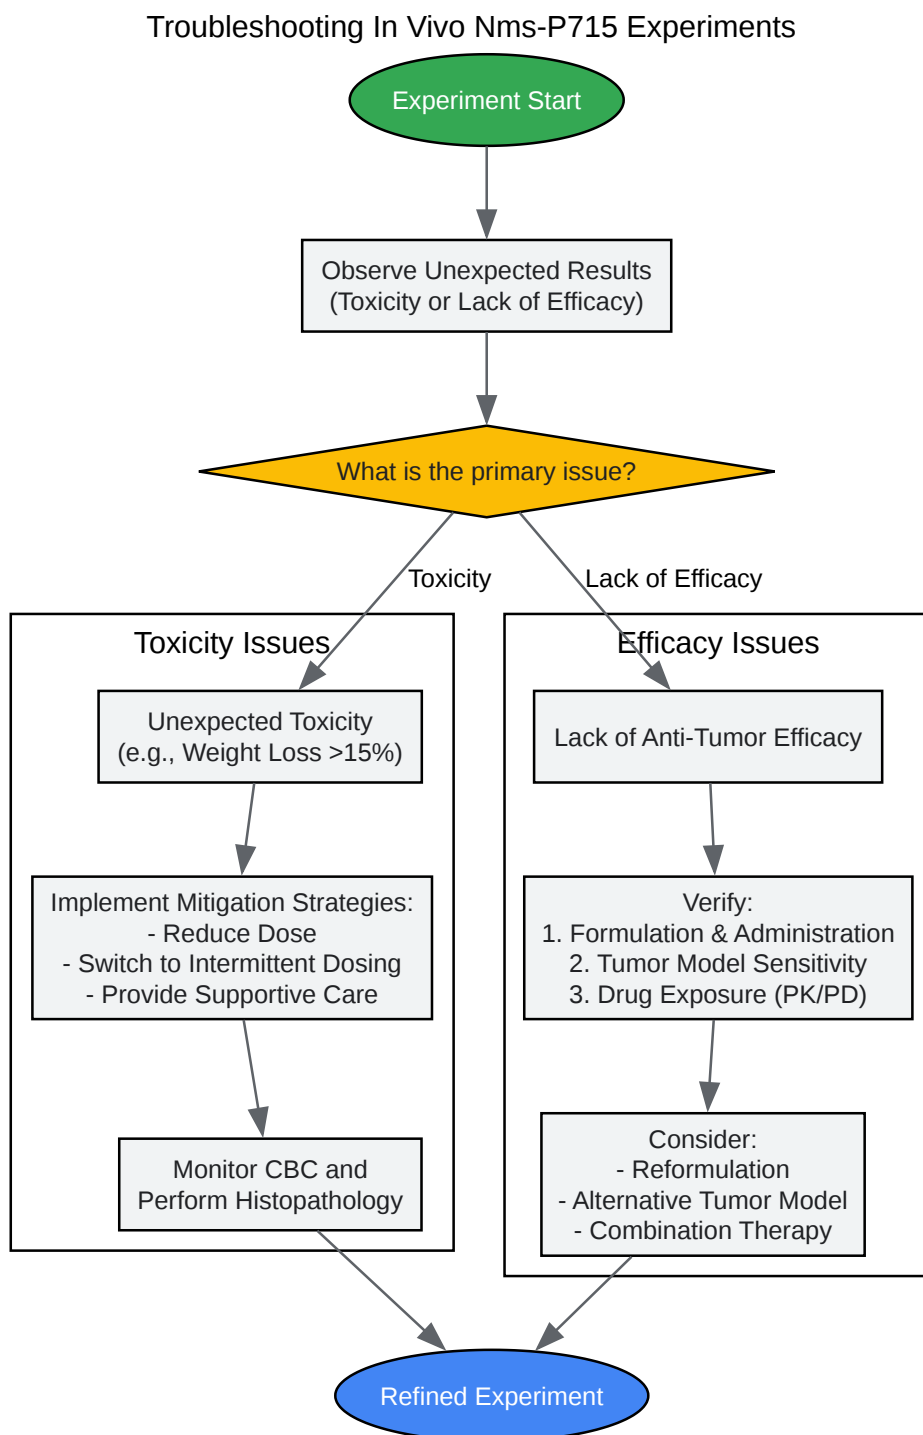 Troubleshooting In Vivo Nms-P715 Experiments
Experiment Start
Observe Unexpected Results
(Toxicity or Lack of Efficacy)
What is the primary issue?
Toxicity
Lack of Efficacy
Toxicity Issues
Unexpected Toxicity
(e.g., Weight Loss >15%)
Implement Mitigation Strategies:
- Reduce Dose
- Switch to Intermittent Dosing
- Provide Supportive Care
Monitor CBC and
Perform Histopathology
Efficacy Issues
Lack of Anti-Tumor Efficacy
Verify:
1. Formulation & Administration
2. Tumor Model Sensitivity
3. Drug Exposure (PK/PD)
Consider:
- Reformulation
- Alternative Tumor Model
- Combination Therapy
Refined Experiment